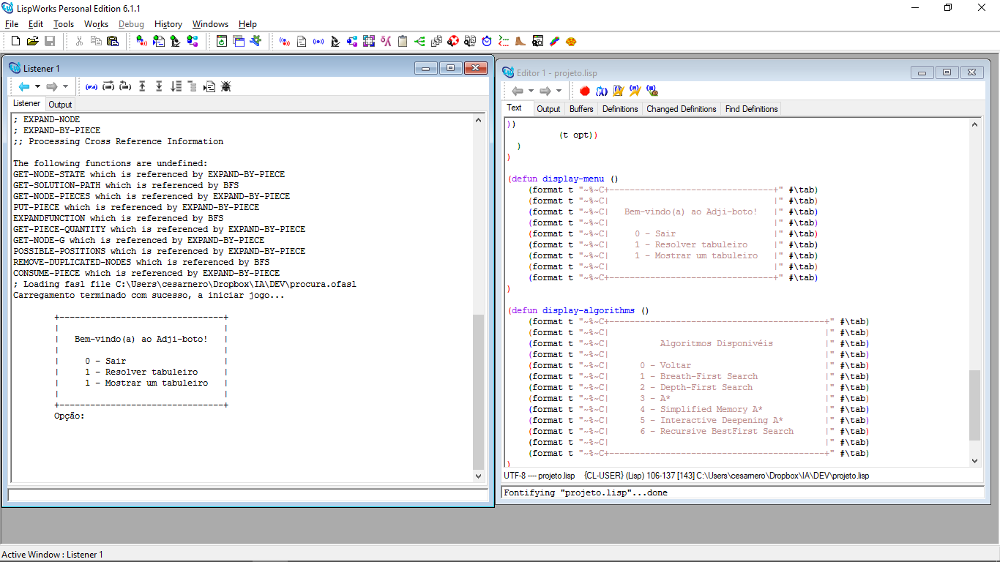 LispWorks Personal Edition 6.1.1
File Edit Tools Works Debug History Windows Help
Listener 1
Listener Output
; EXPAND-NODE
; EXPAND-BY-PIECE
;; Processing Cross Reference Information
The following functions are undefined:
GET-NODE-STATE which is referenced by EXPAND-BY-PIECE
GET-SOLUTION-PATH which is referenced by BFS
GET-NODE-PIECES which is referenced by EXPAND-BY-PIECE
PUT-PIECE which is referenced by EXPAND-BY-PIECE
EXPANDFUNCTION which is referenced by BFS
GET-PIECE-QUANTITY which is referenced by EXPAND-BY-PIECE
GET-NODE-G which is referenced by EXPAND-BY-PIECE
POSSIBLE-POSITIONS which is referenced by EXPAND-BY-PIECE
REMOVE-DUPLICATED-NODES which is referenced by BFS
CONSUME-PIECE which is referenced by EXPAND-BY-PIECE
; Loading fasl file C:\Users\cesarnero\Dropbox\IA\DEV\procura.ofasl
Carregamento terminado com sucesso, a iniciar jogo...
+--------------------------------+
|                                |
|   Bem-vindo(a) ao Adji-boto!   |
|                                |
|     0 - Sair                   |
|     1 - Resolver tabuleiro     |
|     1 - Mostrar um tabuleiro   |
|                                |
+--------------------------------+
Opção:
Editor 1 - projeto.lisp
Text Output Buffers Definitions Changed Definitions Find Definitions
))
(t opt))
)
)
(defun display-menu ()
(format t "~%~C+--------------------------------+" #\tab)
(format t "~%~C|                                |" #\tab)
(format t "~%~C|   Bem-vindo(a) ao Adji-boto!   |" #\tab)
(format t "~%~C|                                |" #\tab)
(format t "~%~C|     0 - Sair                   |" #\tab)
(format t "~%~C|     1 - Resolver tabuleiro     |" #\tab)
(format t "~%~C|     1 - Mostrar um tabuleiro   |" #\tab)
(format t "~%~C|                                |" #\tab)
(format t "~%~C+--------------------------------+" #\tab)
)
(defun display-algorithms ()
(format t "~%~C+------------------------------------------+" #\tab)
(format t "~%~C|                                          |" #\tab)
(format t "~%~C|          Algoritmos Disponivéis          |" #\tab)
(format t "~%~C|                                          |" #\tab)
(format t "~%~C|      0 - Voltar                          |" #\tab)
(format t "~%~C|      1 - Breath-First Search             |" #\tab)
(format t "~%~C|      2 - Depth-First Search              |" #\tab)
(format t "~%~C|      3 - A*                              |" #\tab)
(format t "~%~C|      4 - Simplified Memory A*            |" #\tab)
(format t "~%~C|      5 - Interactive Deepening A*        |" #\tab)
(format t "~%~C|      6 - Recursive BestFirst Search      |" #\tab)
(format t "~%~C|                                          |" #\tab)
(format t "~%~C+------------------------------------------+" #\tab)
)
UTF-8 ---- projeto.lisp {CL-USER} (Lisp) 106-137 [143] C:\Users\cesarnero\Dropbox\IA\DEV\projeto.lisp
Fontifying "projeto.lisp"...done
Active Window : Listener 1